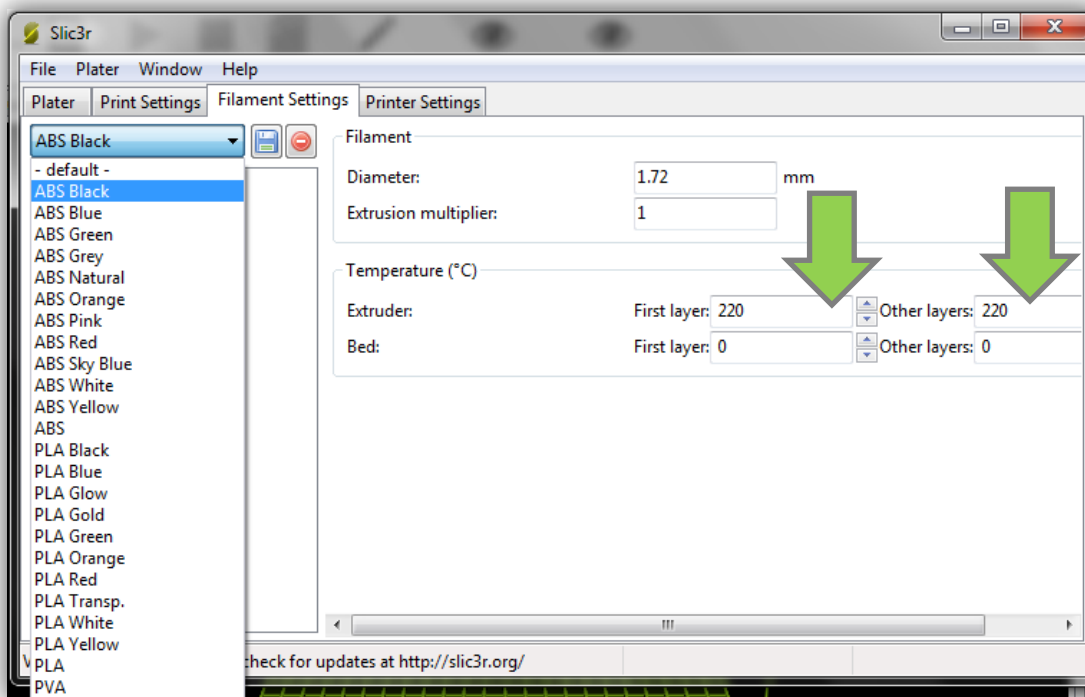 Slic3r
File Plater Window Help
Plater Print Settings Filament Settings Printer Settings
ABS Black
- default -
ABS Black
ABS Blue
ABS Green
ABS Grey
ABS Natural
ABS Orange
ABS Pink
ABS Red
ABS Sky Blue
ABS White
ABS Yellow
ABS
PLA Black
PLA Blue
PLA Glow
PLA Gold
PLA Green
PLA Orange
PLA Red
PLA Transp.
PLA White
PLA Yellow
PLA
PVA
Filament
Diameter: 1.72 mm
Extrusion multiplier: 1
Temperature (°C)
Extruder: First layer: 220 Other layers: 220
Bed: First layer: 0 Other layers: 0
check for updates at http://slic3r.org/